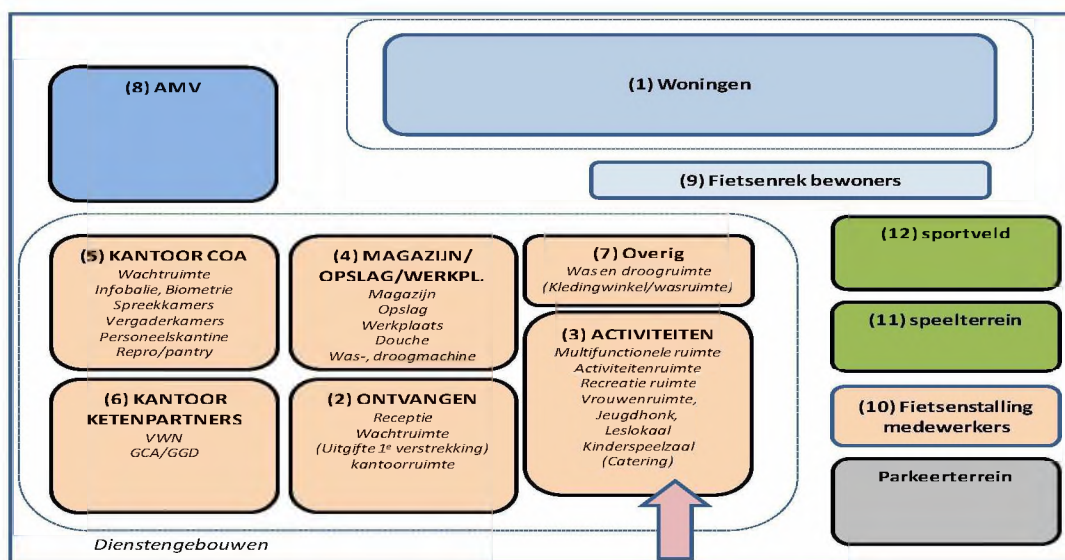 (8) AMV
(1) Woningen
(9) Fietsenrek bewoners
(5) KANTOOR COA
Wachtruimte
Infobalie, Biometrie
Spreekkamers
Vergaderkamers
Personeelskantine
Repro/pantry
(4) MAGAZIJN/
OPSLAG/WERKPL.
Magazijn
Opslag
Werkplaats
Douche
Was-, droogmachine
(7) Overig
Was en droogruimte
(Kledingwinkel/wasruimte)
(3) ACTIVITEITEN
Multifunctionele ruimte
Activiteitenruimte
Recreatie ruimte
Vrouwenruimte,
Jeugdhonk,
Leslokaal
Kinderspeelzaal
(Catering)
(6) KANTOOR
KETENPARTNERS
VWN
GCA/GGD
(2) ONTVANGEN
Receptie
Wachtruimte
(Uitgifte 1e verstrekking)
kantoorruimte
(12) sportveld
(11) speelterrein
(10) Fietsenstalling
medewerkers
Parkeerterrein
Dienstengebouwen